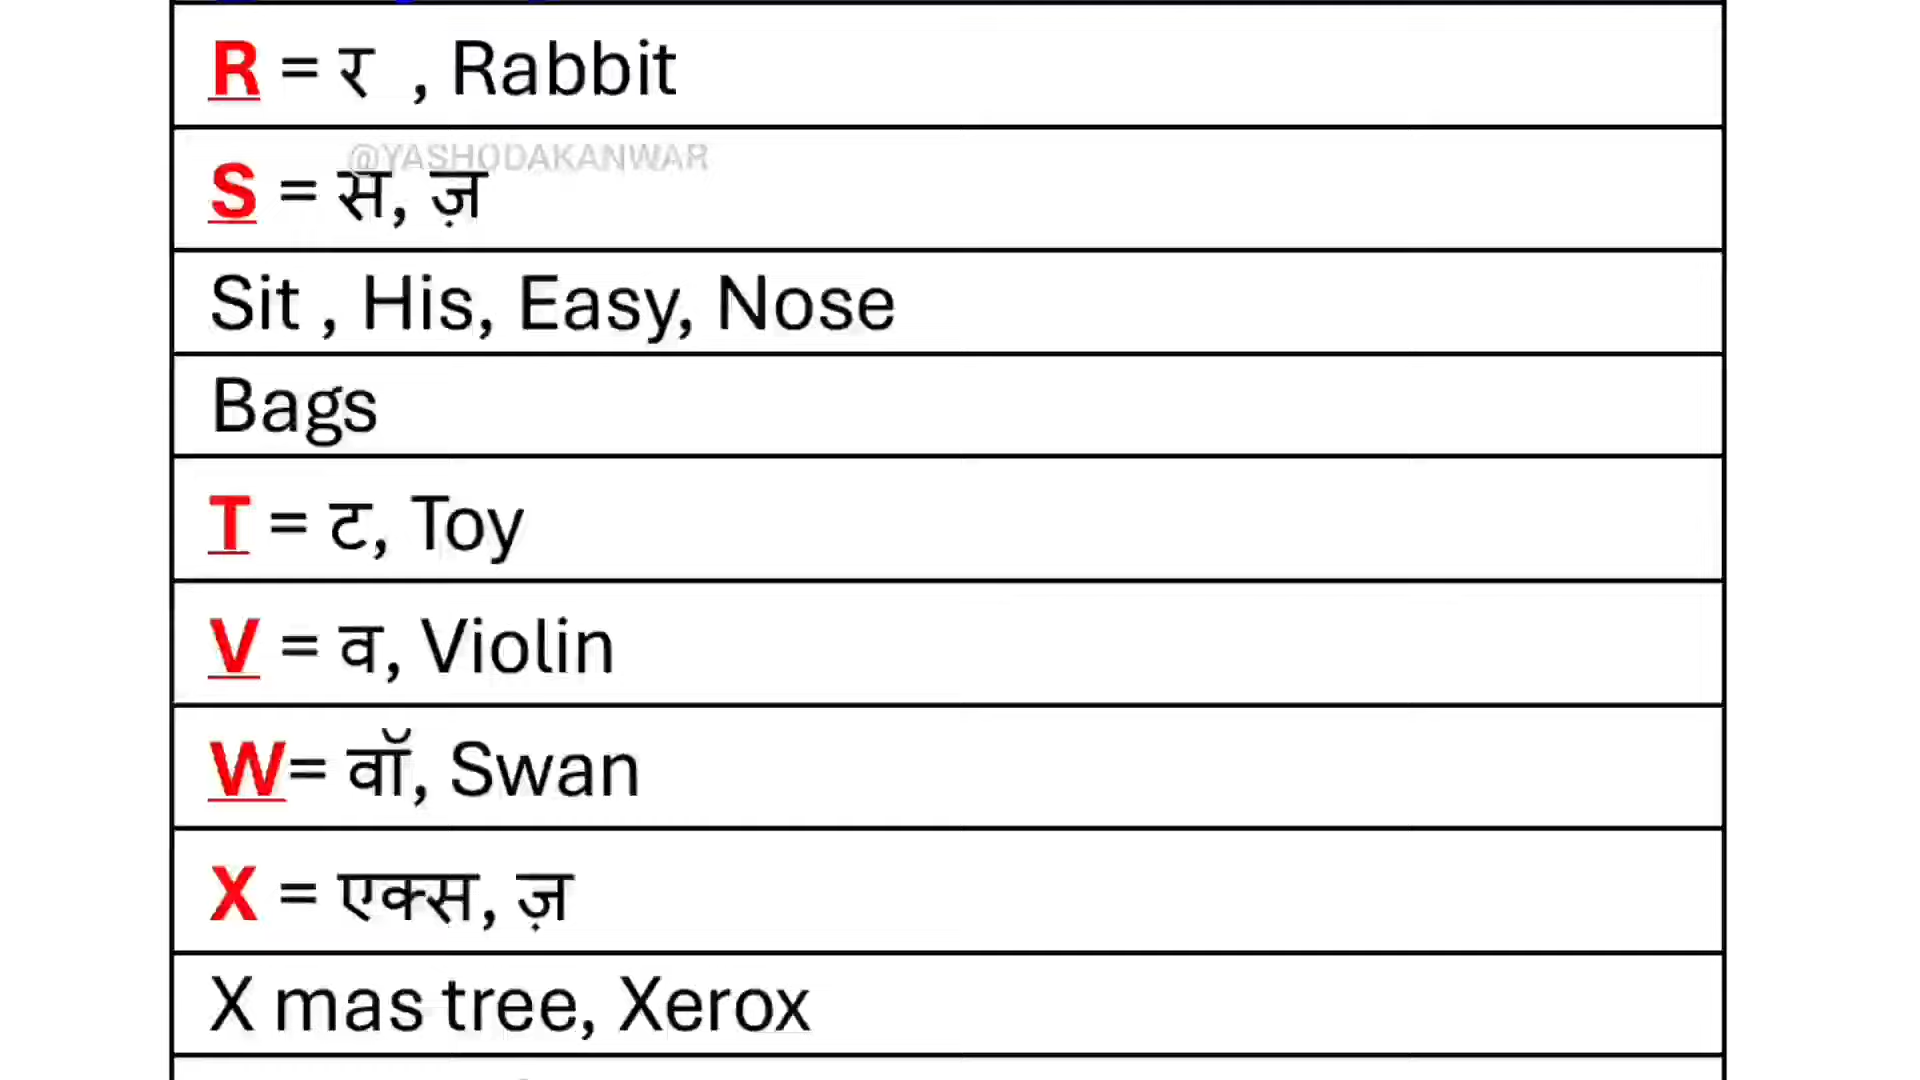 R = र , Rabbit
@YASHODAKANWAR
S = स, ज़
Sit , His, Easy, Nose
Bags
T = ट, Toy
V = व, Violin
W= वॉ, Swan
X = एक्स, ज़
X mas tree, Xerox